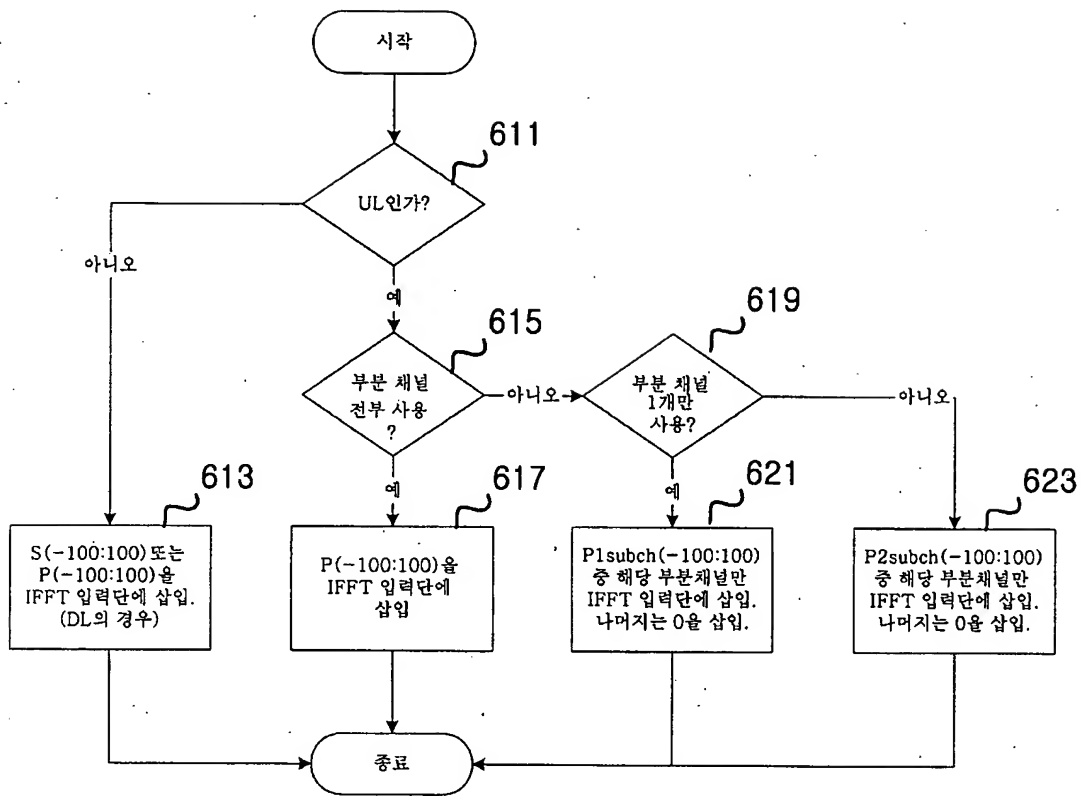 시작
611
UL인가?
아니오
예
615
부분 채널
전부 사용
?
아니오
619
부분 채널
1개만
사용?
아니오
613
예
617
예
621
623
S(-100:100) 또는
P(-100:100)을
IFFT 입력단에 삽입.
(DL의 경우)
P(-100:100)을
IFFT 입력단에
삽입
P1subch(-100:100)
중 해당 부분채널만
IFFT 입력단에 삽입.
나머지는 0을 삽입.
P2subch(-100:100)
중 해당 부분채널만
IFFT 입력단에 삽입.
나머지는 0을 삽입.
종료